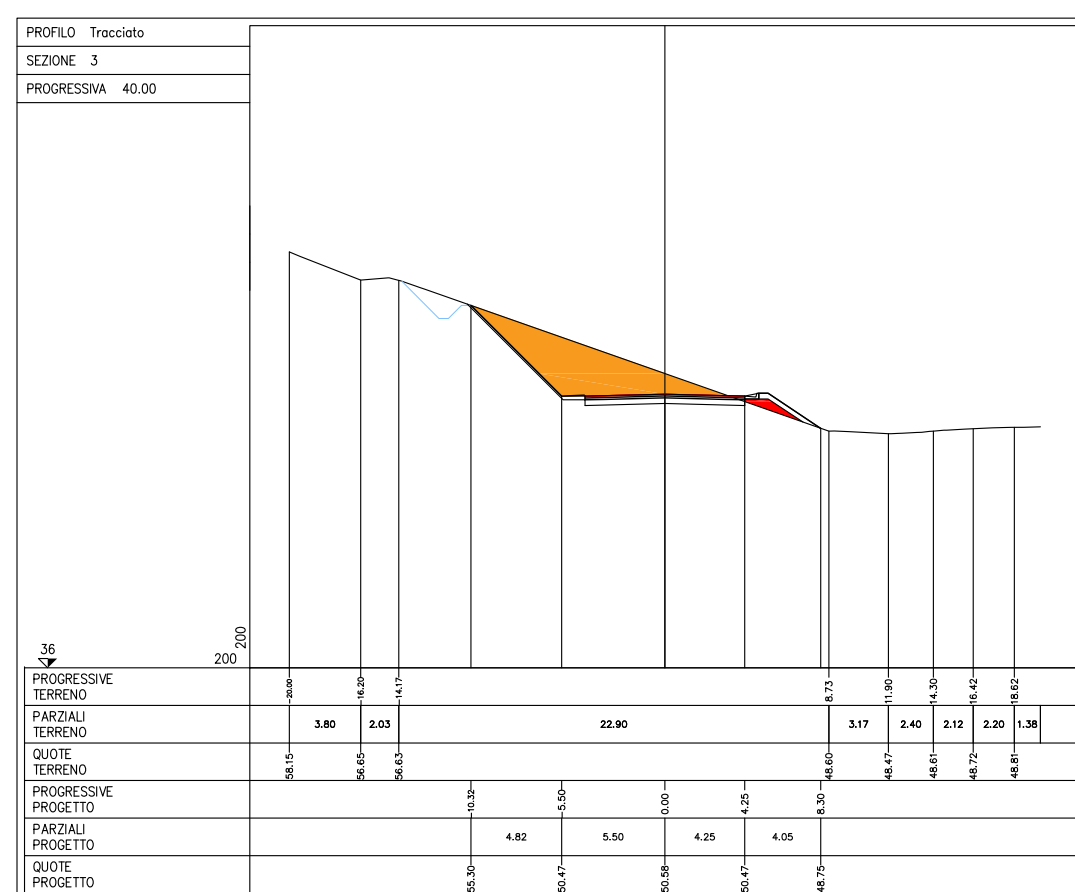 PROFILO Tracciato
SEZIONE 3
PROGRESSIVA 40.00
36
200 200
PROGRESSIVE TERRENO
-20.00 -16.20 -14.17 8.73 11.90 14.30 16.42 18.62
PARZIALI TERRENO
3.80 2.03 22.90 3.17 2.40 2.12 2.20 1.38
QUOTE TERRENO
58.15 56.65 56.63 48.60 48.47 48.61 48.72 48.81
PROGRESSIVE PROGETTO
-10.32 -5.50 0.00 4.25 8.30
PARZIALI PROGETTO
4.82 5.50 4.25 4.05
QUOTE PROGETTO
55.30 50.47 50.58 50.47 48.75